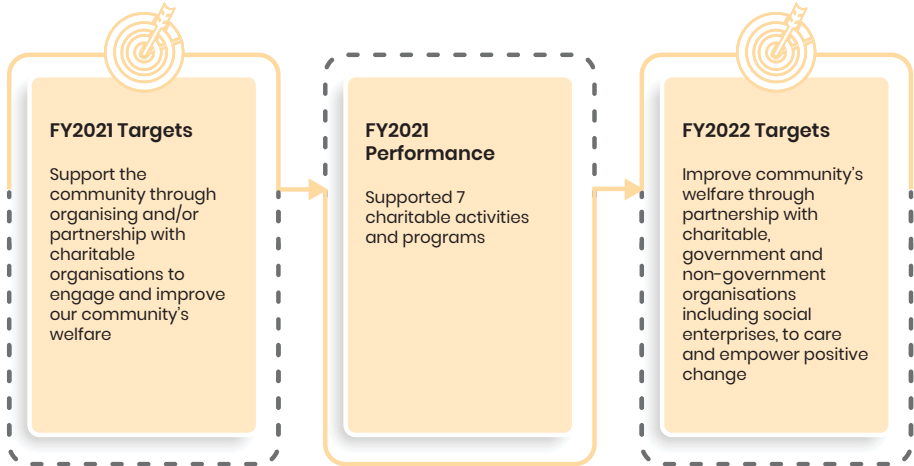 FY2021 Targets
Support the
community through
organising and/or
partnership with
charitable
organisations to
engage and improve
our community's
welfare
FY2021
Performance
Supported 7
charitable activities
and programs
FY2022 Targets
Improve community's
welfare through
partnership with
charitable,
government and
non-government
organisations
including social
enterprises, to care
and empower positive
change